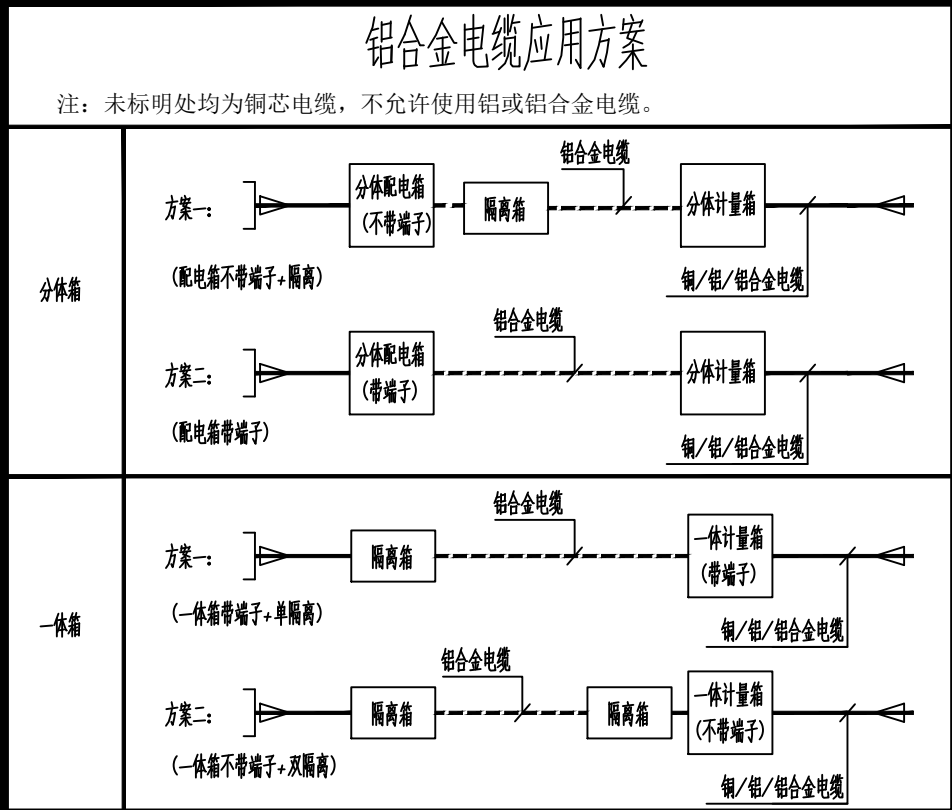 铝合金电缆应用方案
注：未标明处均为铜芯电缆，不允许使用铝或铝合金电缆。
分体箱
方案一：
(配电箱不带端子+隔离)
分体配电箱
(不带端子)
隔离箱
铝合金电缆
分体计量箱
铜/铝/铝合金电缆
方案二：
(配电箱带端子)
分体配电箱
(带端子)
铝合金电缆
分体计量箱
铜/铝/铝合金电缆
一体箱
方案一：
(一体箱带端子+单隔离)
隔离箱
铝合金电缆
一体计量箱
(带端子)
铜/铝/铝合金电缆
方案二：
(一体箱不带端子+双隔离)
隔离箱
铝合金电缆
隔离箱
一体计量箱
(不带端子)
铜/铝/铝合金电缆